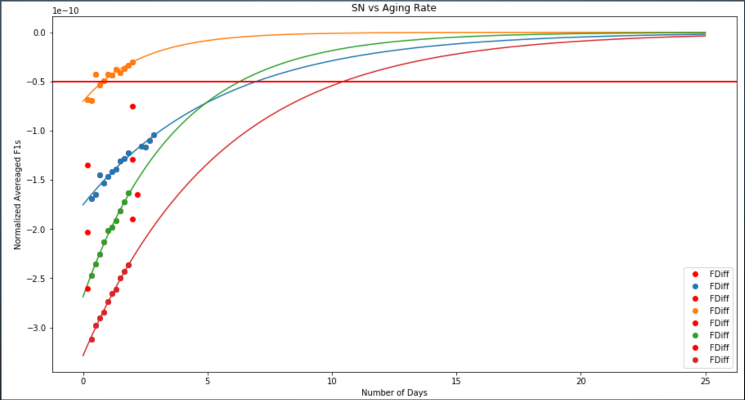 SN vs Aging Rate
1e−10
0.0
−0.5
−1.0
−1.5
−2.0
−2.5
−3.0
Normalized Avereaged F1s
0 5 10 15 20 25
Number of Days
FDiff
FDiff
FDiff
FDiff
FDiff
FDiff
FDiff
FDiff